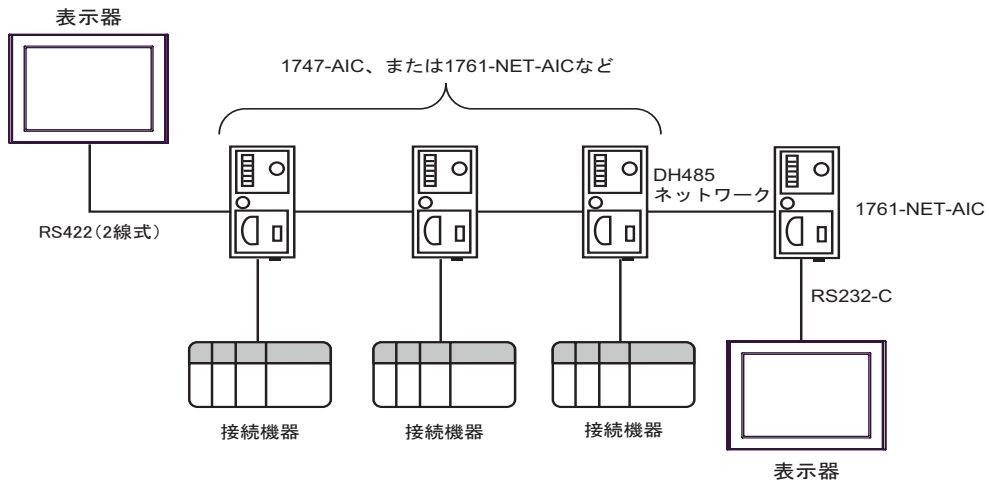 表示器
1747-AIC、または1761-NET-AICなど
DH485
ネットワーク
1761-NET-AIC
RS422(2線式)
RS232-C
接続機器
接続機器
接続機器
表示器